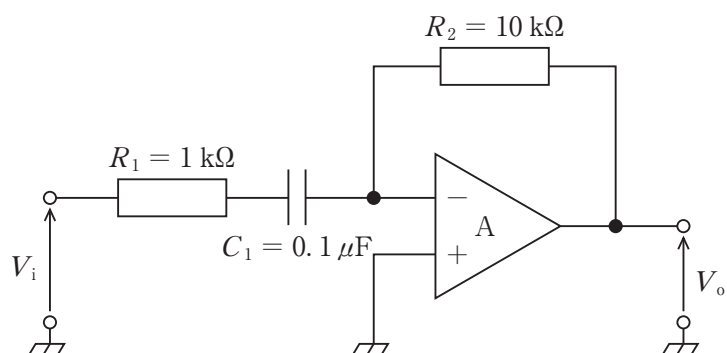 R₂ = 10 kΩ
R₁ = 1 kΩ
C₁ = 0.1 μF
−
+
A
Vᵢ
Vₒ